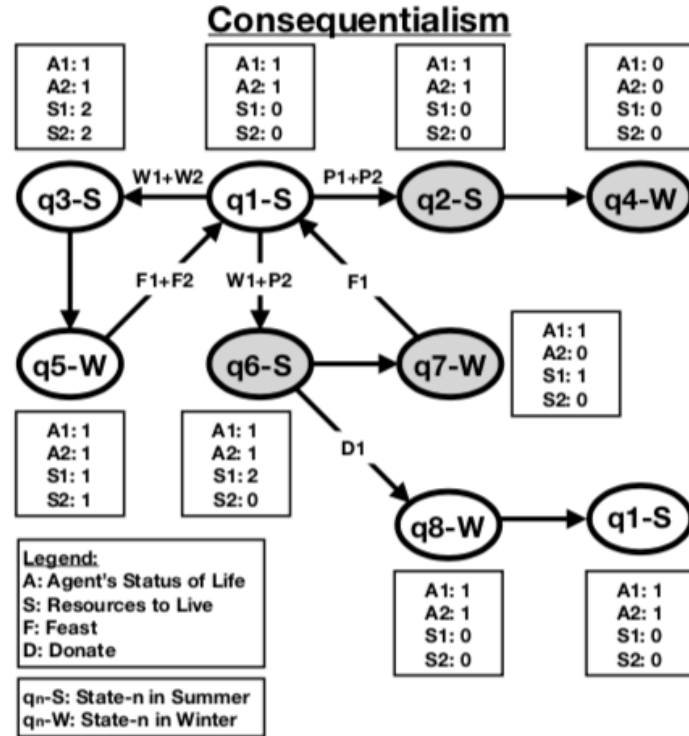 Consequentialism
A1: 1
A2: 1
S1: 2
S2: 2
A1: 1
A2: 1
S1: 0
S2: 0
A1: 1
A2: 1
S1: 0
S2: 0
A1: 0
A2: 0
S1: 0
S2: 0
q3-S
W1+W2
q1-S
P1+P2
q2-S
q4-W
F1+F2
W1+P2
F1
q5-W
q6-S
q7-W
A1: 1
A2: 0
S1: 1
S2: 0
A1: 1
A2: 1
S1: 1
S2: 1
A1: 1
A2: 1
S1: 2
S2: 0
D1
q8-W
q1-S
A1: 1
A2: 1
S1: 0
S2: 0
A1: 1
A2: 1
S1: 0
S2: 0
Legend:
A: Agent's Status of Life
S: Resources to Live
F: Feast
D: Donate
qn-S: State-n in Summer
qn-W: State-n in Winter